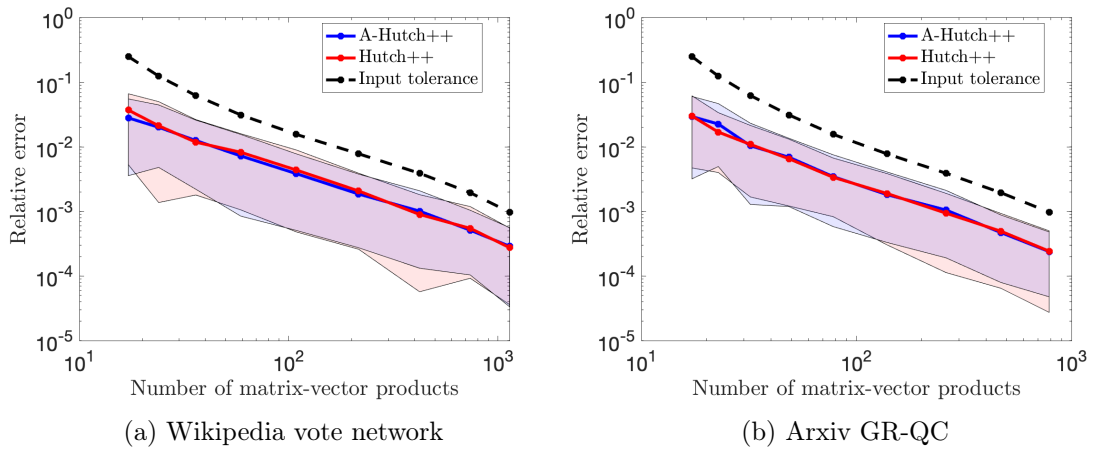 10^0
10^-1
10^-2
10^-3
10^-4
10^-5
Relative error
A-Hutch++
Hutch++
Input tolerance
10^1
10^2
10^3
Number of matrix-vector products
(a) Wikipedia vote network
10^0
10^-1
10^-2
10^-3
10^-4
10^-5
Relative error
A-Hutch++
Hutch++
Input tolerance
10^1
10^2
10^3
Number of matrix-vector products
(b) Arxiv GR-QC